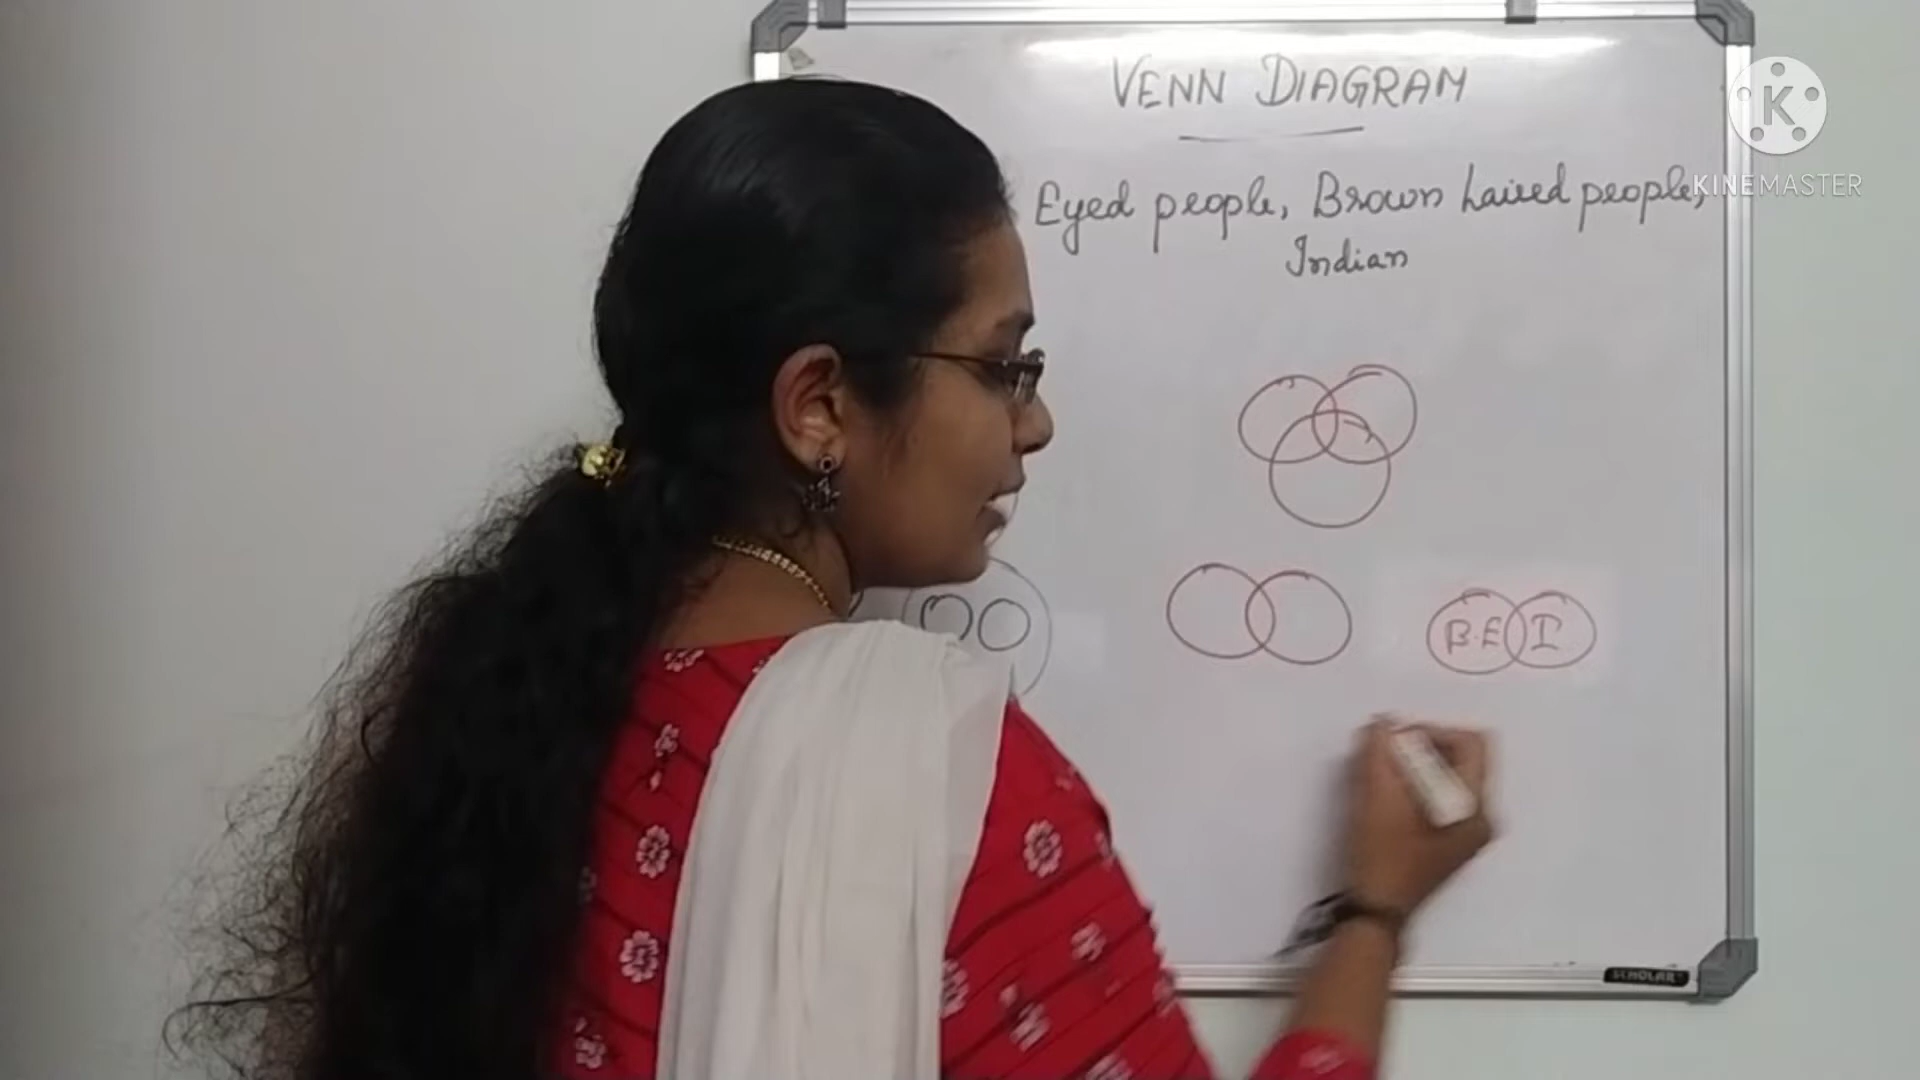 VENN DIAGRAM
Eyed people, Brown haired people,
Indian
B.E I
SCHOLAR
K
KINEMASTER